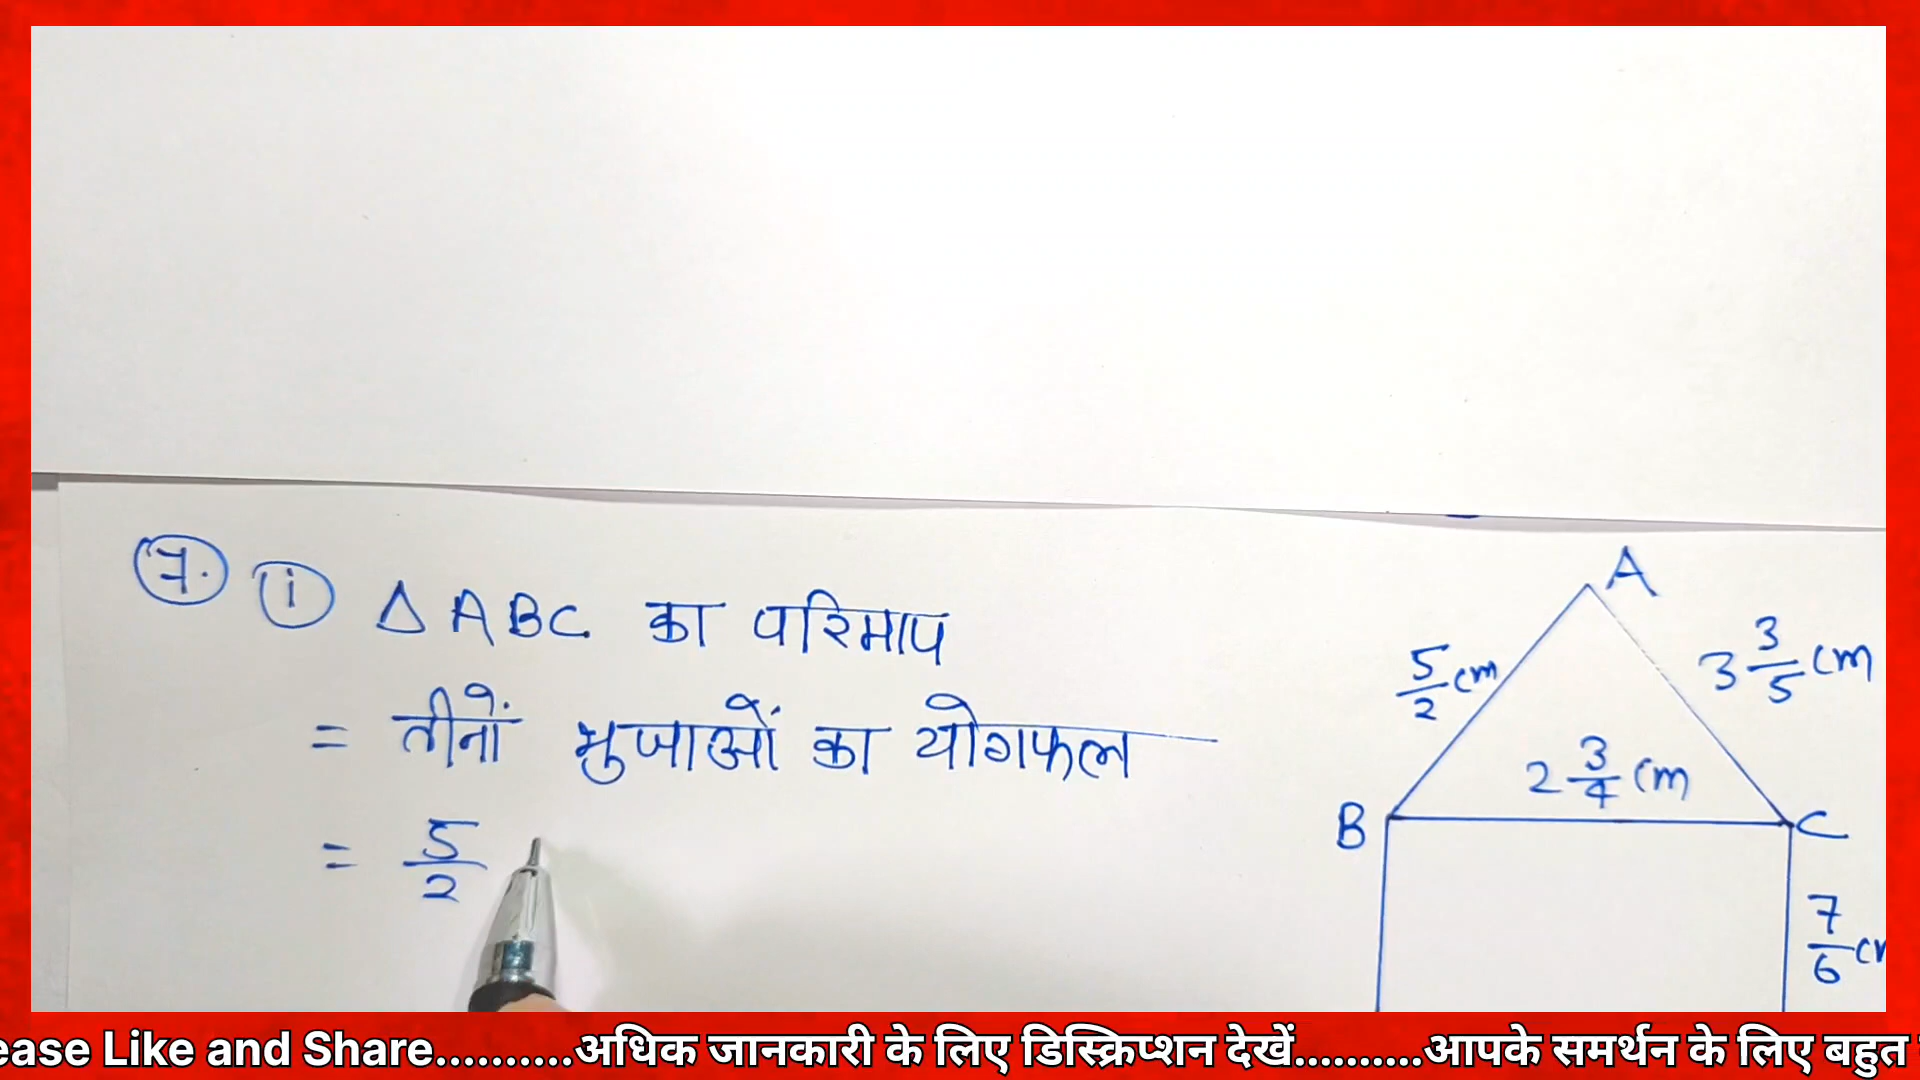 7. i △ABC का परिमाप
= तीनों भुजाओं का योगफल
= 5/2
A
5/2 cm
3 3/5 cm
2 3/4 cm
B
C
7/6 c
ease Like and Share..........अधिक जानकारी के लिए डिस्क्रिप्शन देखें..........आपके समर्थन के लिए बहुत